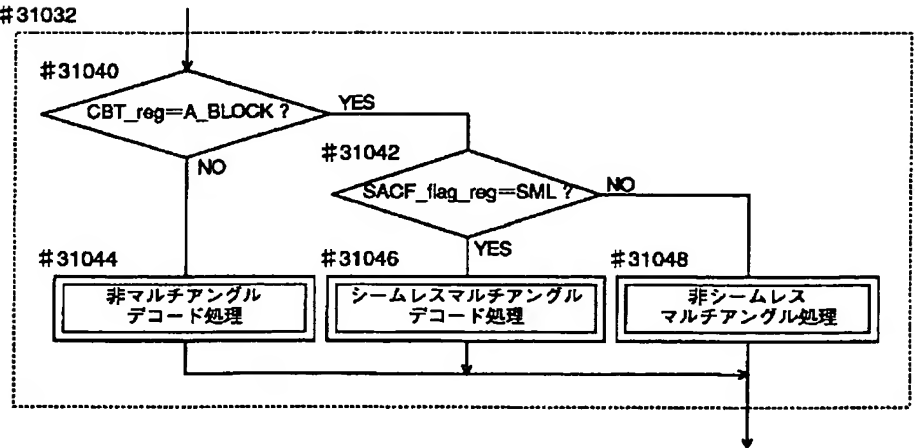 #31032
#31040
CBT_reg=A_BLOCK ?
YES
NO
#31042
SACF_flag_reg=SML ?
NO
YES
#31044
非マルチアングル
デコード処理
#31046
シームレスマルチアングル
デコード処理
#31048
非シームレス
マルチアングル処理